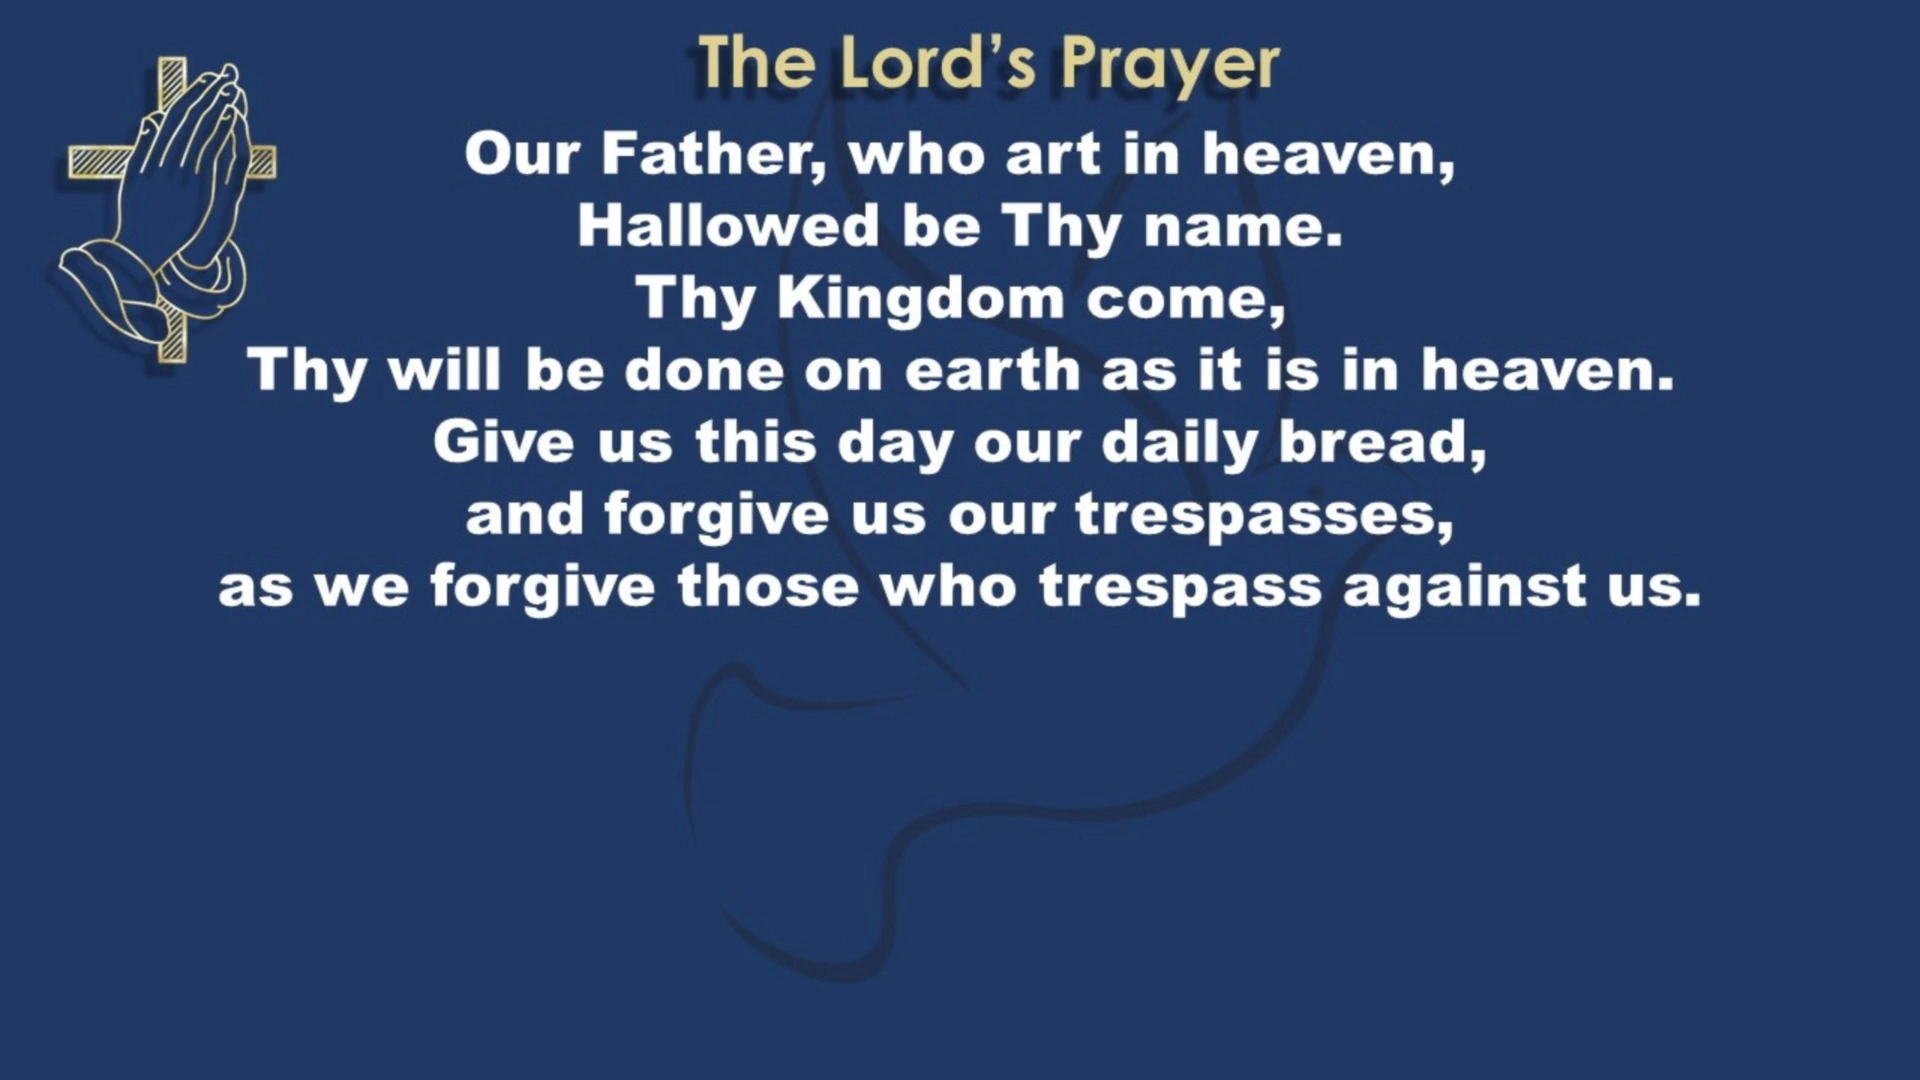 The Lord’s Prayer
Our Father, who art in heaven,
Hallowed be Thy name.
Thy Kingdom come,
Thy will be done on earth as it is in heaven.
Give us this day our daily bread,
and forgive us our trespasses,
as we forgive those who trespass against us.